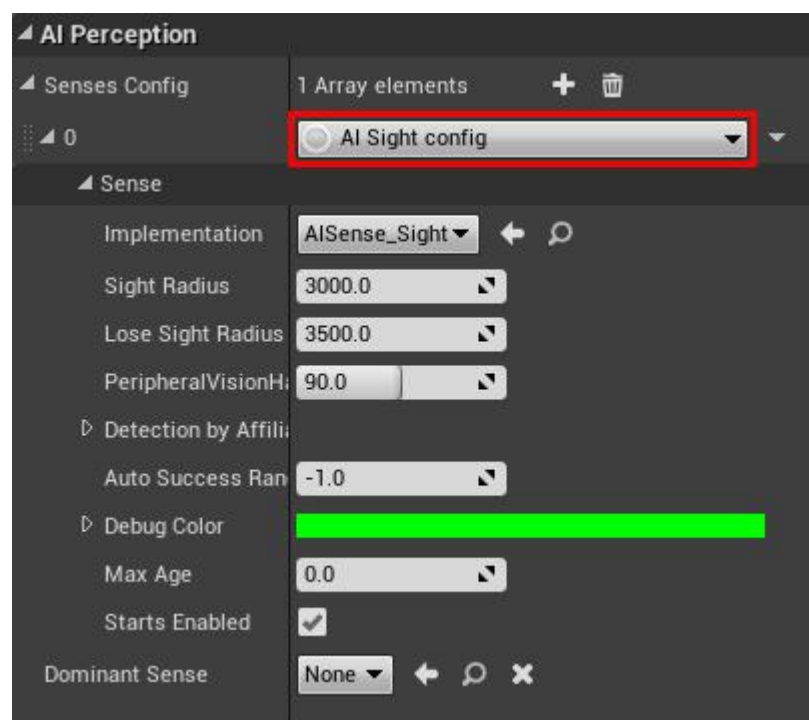 AI Perception
Senses Config 1 Array elements
0 AI Sight config
Sense
Implementation AISense_Sight
Sight Radius 3000.0
Lose Sight Radius 3500.0
PeripheralVisionHa 90.0
Detection by Affilia
Auto Success Ran -1.0
Debug Color
Max Age 0.0
Starts Enabled
Dominant Sense None